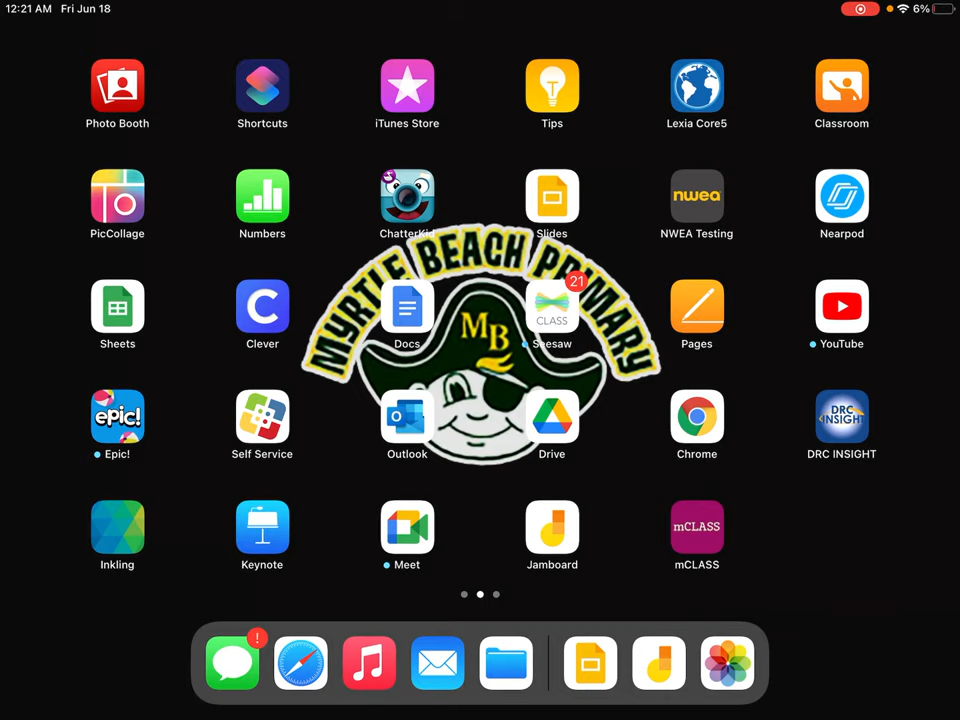 12:21 AM Fri Jun 18 6%
Photo Booth Shortcuts iTunes Store Tips Lexia Core5 Classroom
nwea
PicCollage Numbers ChatterKid Slides NWEA Testing Nearpod
MYRTLE BEACH PRIMARY
21
CLASS
MB
Sheets Clever Docs Seesaw Pages YouTube
epic!
DRC
INSIGHT
Epic! Self Service Outlook Drive Chrome DRC INSIGHT
mCLASS
Inkling Keynote Meet Jamboard mCLASS
!